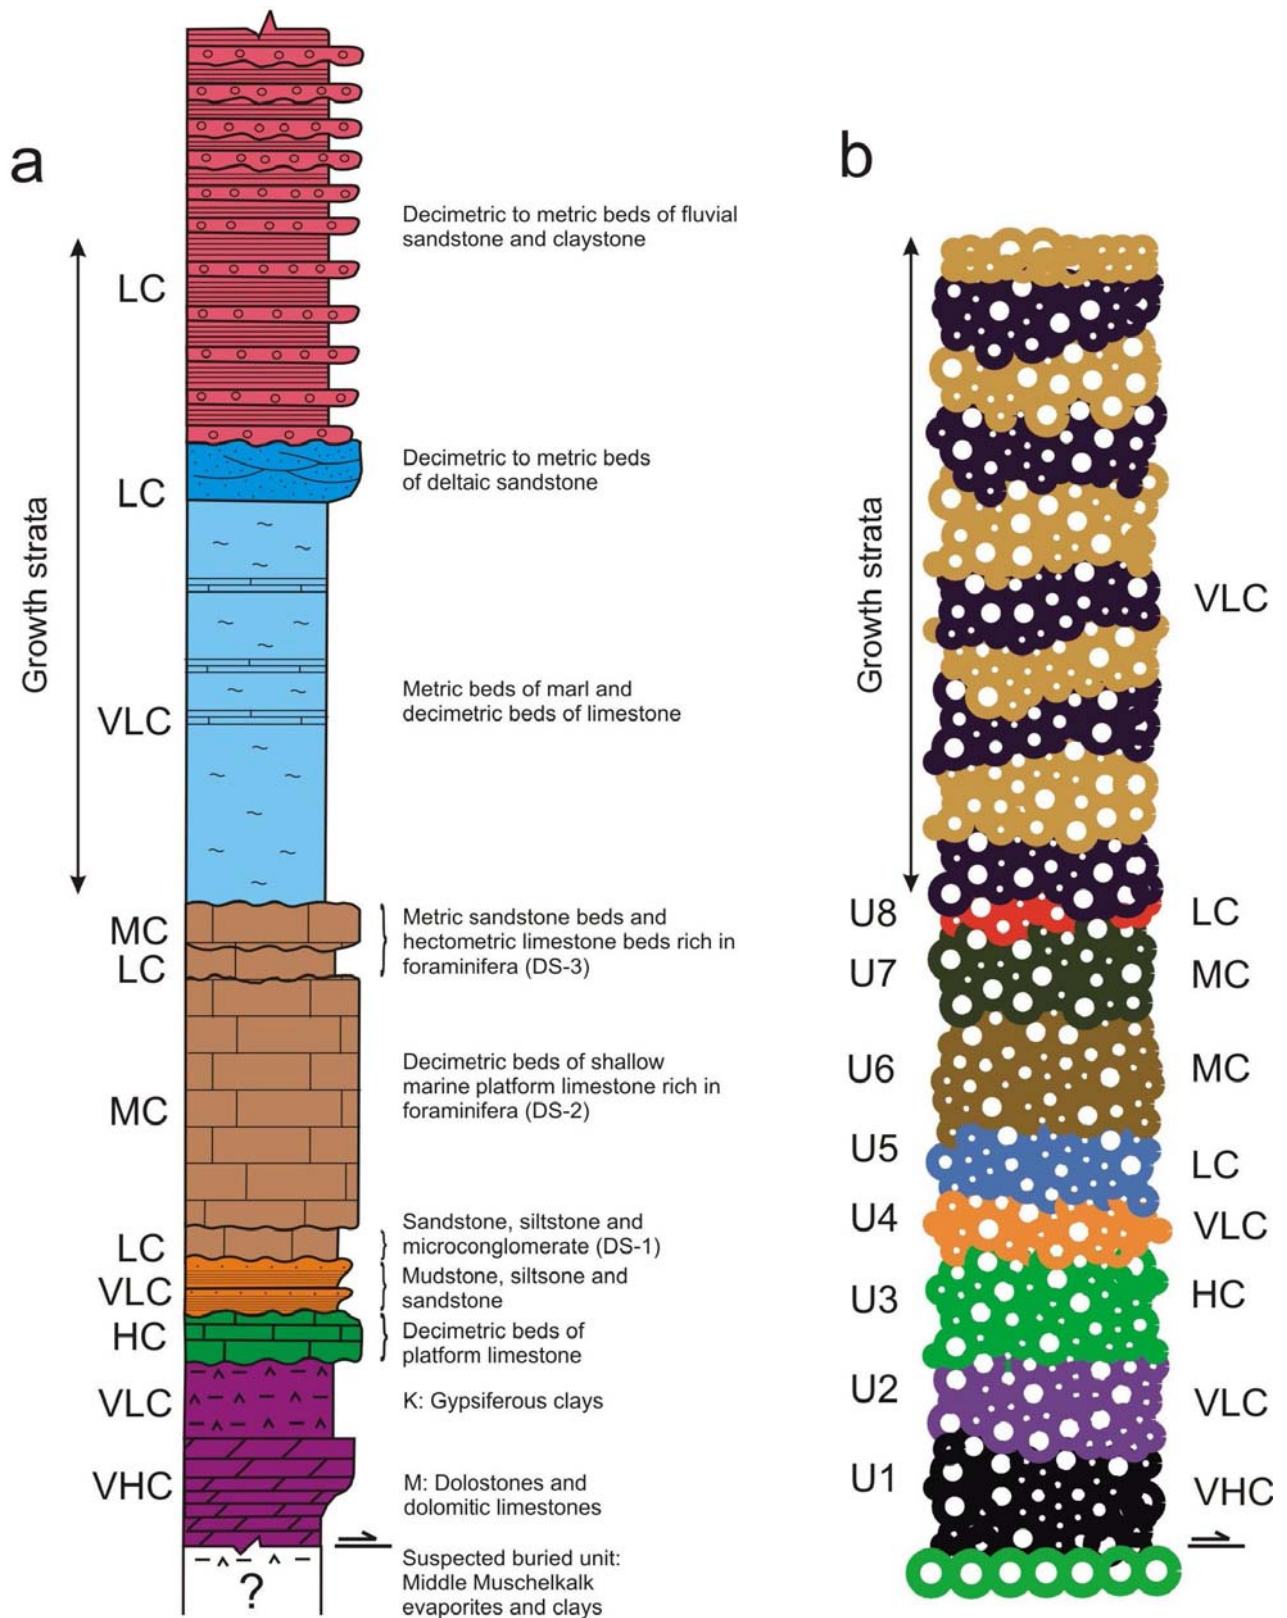 a
b
Growth strata
LC
Decimetric to metric beds of fluvial
sandstone and claystone
LC
Decimetric to metric beds
of deltaic sandstone
VLC
Metric beds of marl and
decimetric beds of limestone
MC
LC
Metric sandstone beds and
hectometric limestone beds rich in
foraminifera (DS-3)
MC
Decimetric beds of shallow
marine platform limestone rich in
foraminifera (DS-2)
LC
Sandstone, siltstone and
microconglomerate (DS-1)
VLC
Mudstone, siltsone and
sandstone
HC
Decimetric beds of
platform limestone
VLC
K: Gypsiferous clays
VHC
M: Dolostones and
dolomitic limestones
?
Suspected buried unit:
Middle Muschelkalk
evaporites and clays
Growth strata
VLC
U8 LC
U7 MC
U6 MC
U5 LC
U4 VLC
U3 HC
U2 VLC
U1 VHC